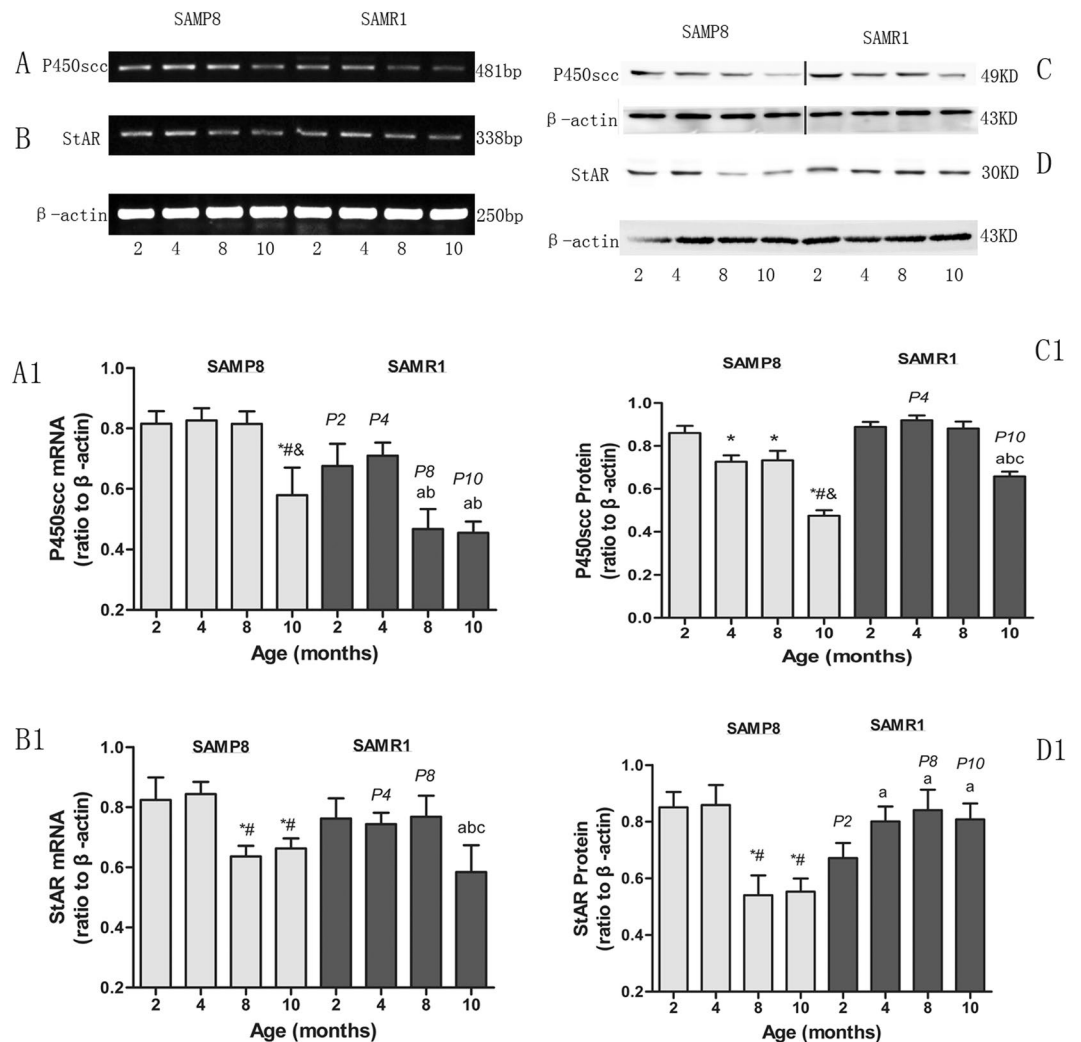 SAMP8 SAMR1
A P450scc 481bp
B StAR 338bp
β-actin 250bp
2 4 8 10 2 4 8 10
SAMP8 SAMR1
P450scc 49KD C
β-actin 43KD
StAR 30KD D
β-actin 43KD
2 4 8 10 2 4 8 10
A1
SAMP8 SAMR1
P450scc mRNA
(ratio to β -actin)
1.0
0.8
0.6
0.4
0.2
*#&
P2
P4
P8
ab
P10
ab
2 4 8 10 2 4 8 10
Age (months)
C1
SAMP8 SAMR1
P450scc Protein
(ratio to β -actin)
1.0
0.8
0.6
0.4
0.2
0.0
*
*
*#&
P4
P10
abc
2 4 8 10 2 4 8 10
Age (months)
B1
SAMP8 SAMR1
StAR mRNA
(ratio to β -actin)
1.0
0.8
0.6
0.4
0.2
*#
*#
P4
P8
abc
2 4 8 10 2 4 8 10
Age (months)
D1
SAMP8 SAMR1
StAR Protein
(ratio to β -actin)
1.0
0.8
0.6
0.4
0.2
*#
*#
P2
a
P8
a
P10
a
2 4 8 10 2 4 8 10
Age (months)